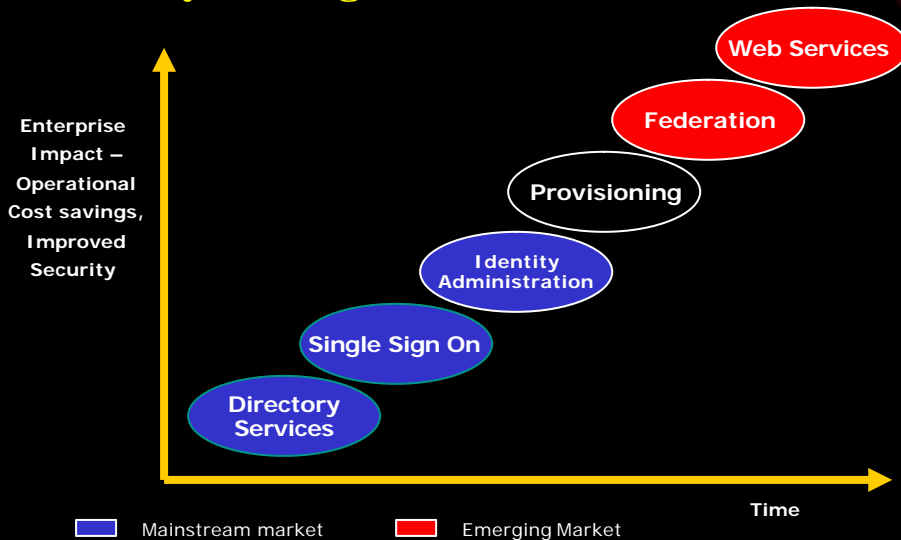 Web Services
Federation
Provisioning
Identity
Administration
Single Sign On
Directory
Services
Enterprise
Impact –
Operational
Cost savings,
Improved
Security
Time
Mainstream market
Emerging Market